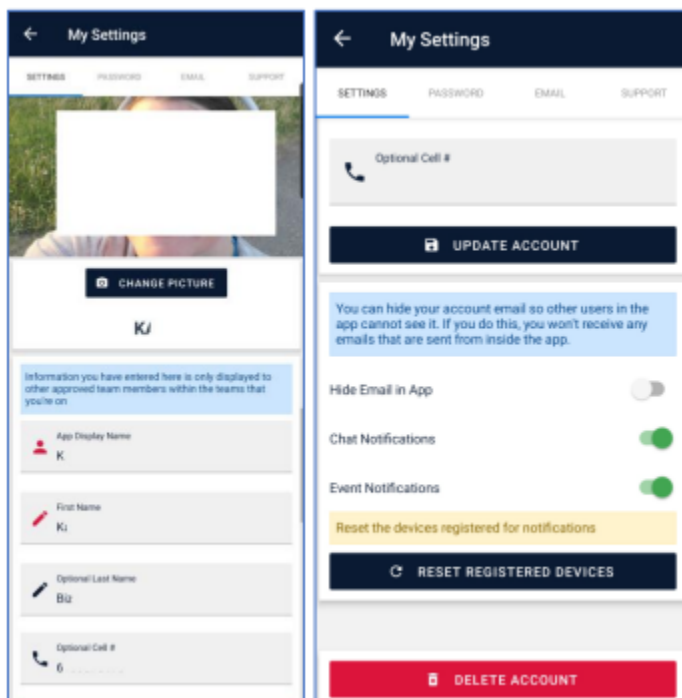 My Settings
SETTINGS PASSWORD EMAIL SUPPORT
CHANGE PICTURE
K/
Information you have entered here is only displayed to
other approved team members within the teams that
you're on
App Display Name
K
First Name
K
Optional Last Name
Biz
Optional Cell #
6
My Settings
SETTINGS PASSWORD EMAIL SUPPORT
Optional Cell #
UPDATE ACCOUNT
You can hide your account email so other users in the
app cannot see it. If you do this, you won't receive any
emails that are sent from inside the app.
Hide Email in App
Chat Notifications
Event Notifications
Reset the devices registered for notifications
RESET REGISTERED DEVICES
DELETE ACCOUNT